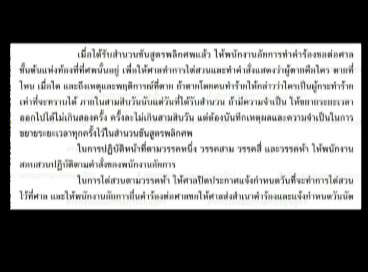 เมื่อได้รับสำนวนชันสูตรพลิกศพแล้ว ให้พนักงานอัยการทำคำร้องขอต่อศาล
ชั้นต้นแห่งท้องที่ที่ศพนั้นอยู่ เพื่อให้ศาลทำการไต่สวนและทำคำสั่งแสดงว่าผู้ตายคือใคร ตายที่
ไหน เมื่อใด และถึงเหตุและพฤติการณ์ที่ตาย ถ้าตายโดยคนทำร้ายให้กล่าวว่าใครเป็นผู้กระทำร้าย
เท่าที่จะทราบได้ ภายในสามสิบวันนับแต่วันที่ได้รับสำนวน ถ้ามีความจำเป็น ให้ขยายระยะเวลา
ออกไปได้ไม่เกินสองครั้ง ครั้งละไม่เกินสามสิบวัน แต่ต้องบันทึกเหตุผลและความจำเป็นในการ
ขยายระยะเวลาทุกครั้งไว้ในสำนวนชันสูตรพลิกศพ
ในการปฏิบัติหน้าที่ตามวรรคหนึ่ง วรรคสาม วรรคสี่ และวรรคห้า ให้พนักงาน
สอบสวนปฏิบัติตามคำสั่งของพนักงานอัยการ
ในการไต่สวนตามวรรคห้า ให้ศาลปิดประกาศแจ้งกำหนดวันที่จะทำการไต่สวน
ไว้ที่ศาล และให้พนักงานอัยการยื่นคำร้องต่อศาลขอให้ศาลส่งสำเนาคำร้องและแจ้งกำหนดวันนัด